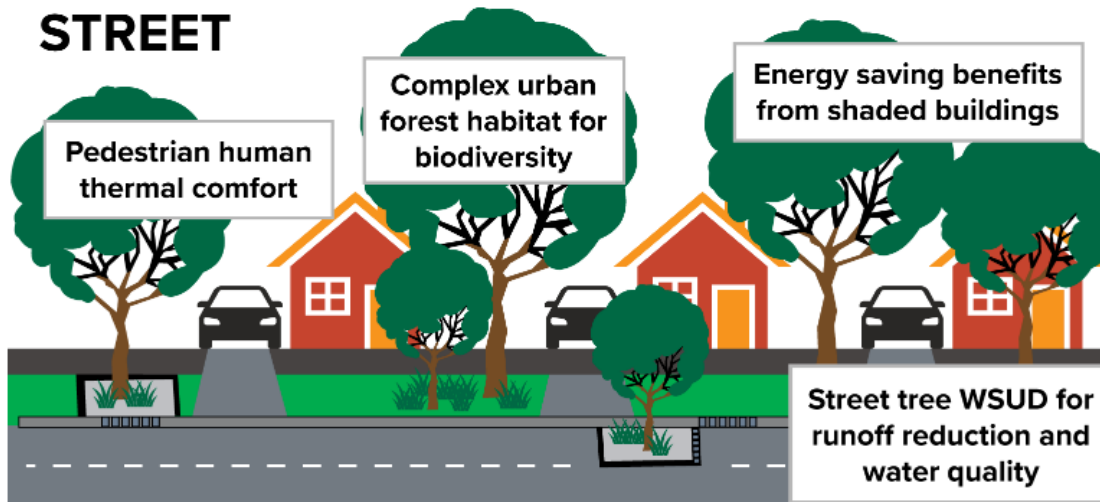 STREET
Pedestrian human
thermal comfort
Complex urban
forest habitat for
biodiversity
Energy saving benefits
from shaded buildings
Street tree WSUD for
runoff reduction and
water quality